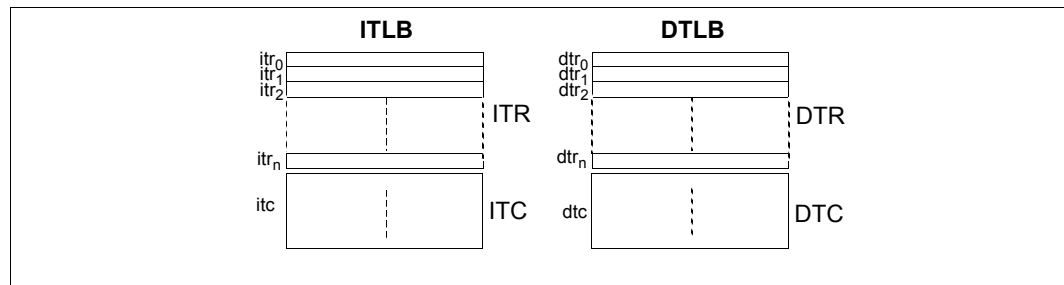 ITLB DTLB
itr0 dtr0
itr1 dtr1
itr2 dtr2
ITR DTR
itrn dtrn
itc ITC dtc DTC